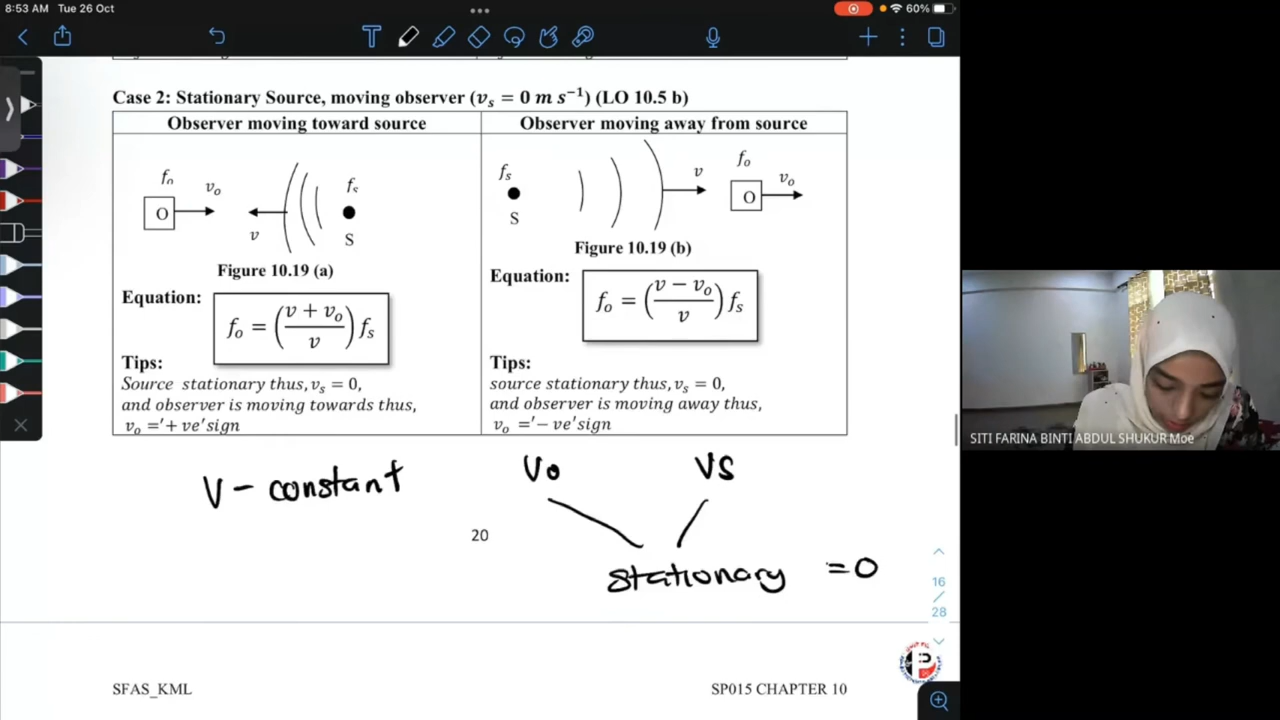 8:53 AM Tue 26 Oct
60%
Case 2: Stationary Source, moving observer (vₛ = 0 m s⁻¹) (LO 10.5 b)
Observer moving toward source
fₒ
vₒ
O
v
fₛ
S
Figure 10.19 (a)
Equation:
fₒ = (v + vₒ / v) fₛ
Tips:
Source stationary thus, vₛ = 0,
and observer is moving towards thus,
vₒ ='+ ve'sign
Observer moving away from source
fₛ
S
v
fₒ
O
vₒ
Figure 10.19 (b)
Equation:
fₒ = (v − vₒ / v) fₛ
Tips:
source stationary thus, vₛ = 0,
and observer is moving away thus,
vₒ ='− ve'sign
V - constant
Vo
VS
stationary = 0
20
16
/
28
SFAS_KML
SP015 CHAPTER 10
SITI FARINA BINTI ABDUL SHUKUR Moe